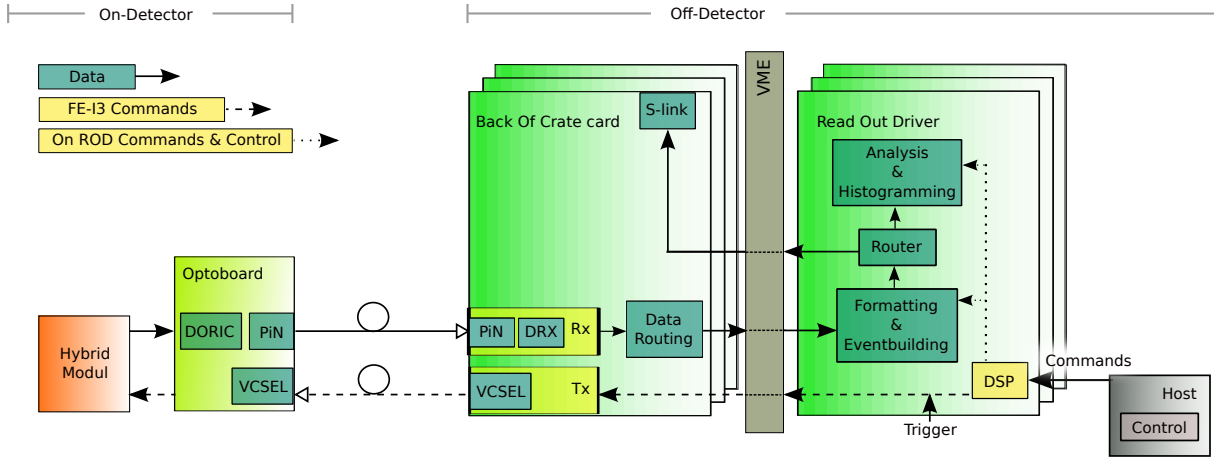 On-Detector
Off-Detector
Data
FE-I3 Commands
On ROD Commands & Control
Back Of Crate card
S-link
VME
Read Out Driver
Analysis
&
Histogramming
Router
Optoboard
DORIC
PiN
VCSEL
Hybrid
Modul
PiN
DRX
Rx
Data
Routing
Formatting
&
Eventbuilding
VCSEL
Tx
DSP
Commands
Trigger
Host
Control